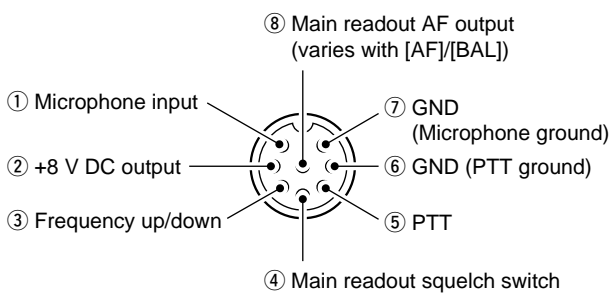 ⑧ Main readout AF output
(varies with [AF]/[BAL])
① Microphone input
⑦ GND
(Microphone ground)
② +8 V DC output
⑥ GND (PTT ground)
③ Frequency up/down
⑤ PTT
④ Main readout squelch switch